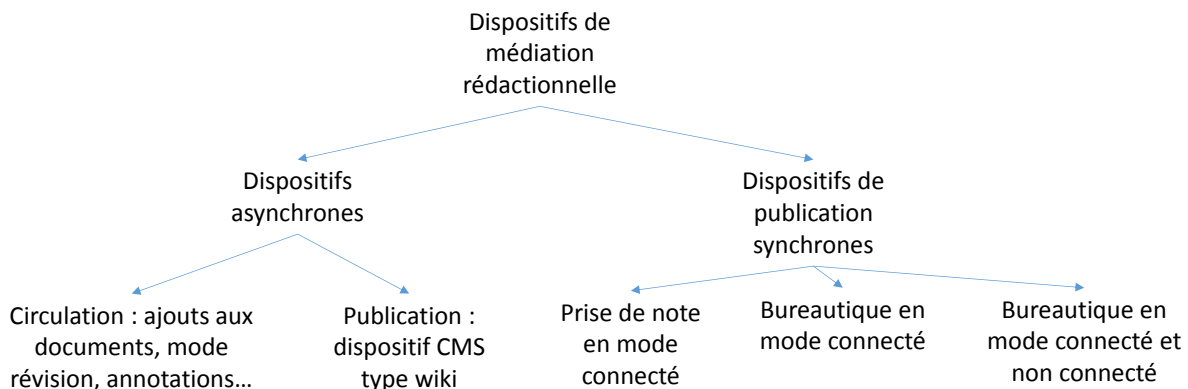 Dispositifs de
médiation
rédactionnelle
Dispositifs
asynchrones
Dispositifs de
publication
synchrones
Circulation : ajouts aux
documents, mode
révision, annotations…
Publication :
dispositif CMS
type wiki
Prise de note
en mode
connecté
Bureautique en
mode connecté
Bureautique en
mode connecté et
non connecté